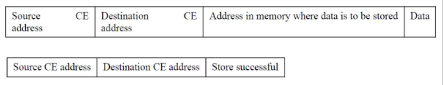 Source CE address
Destination CE address
Address in memory where data is to be stored
Data
Source CE address
Destination CE address
Store successful